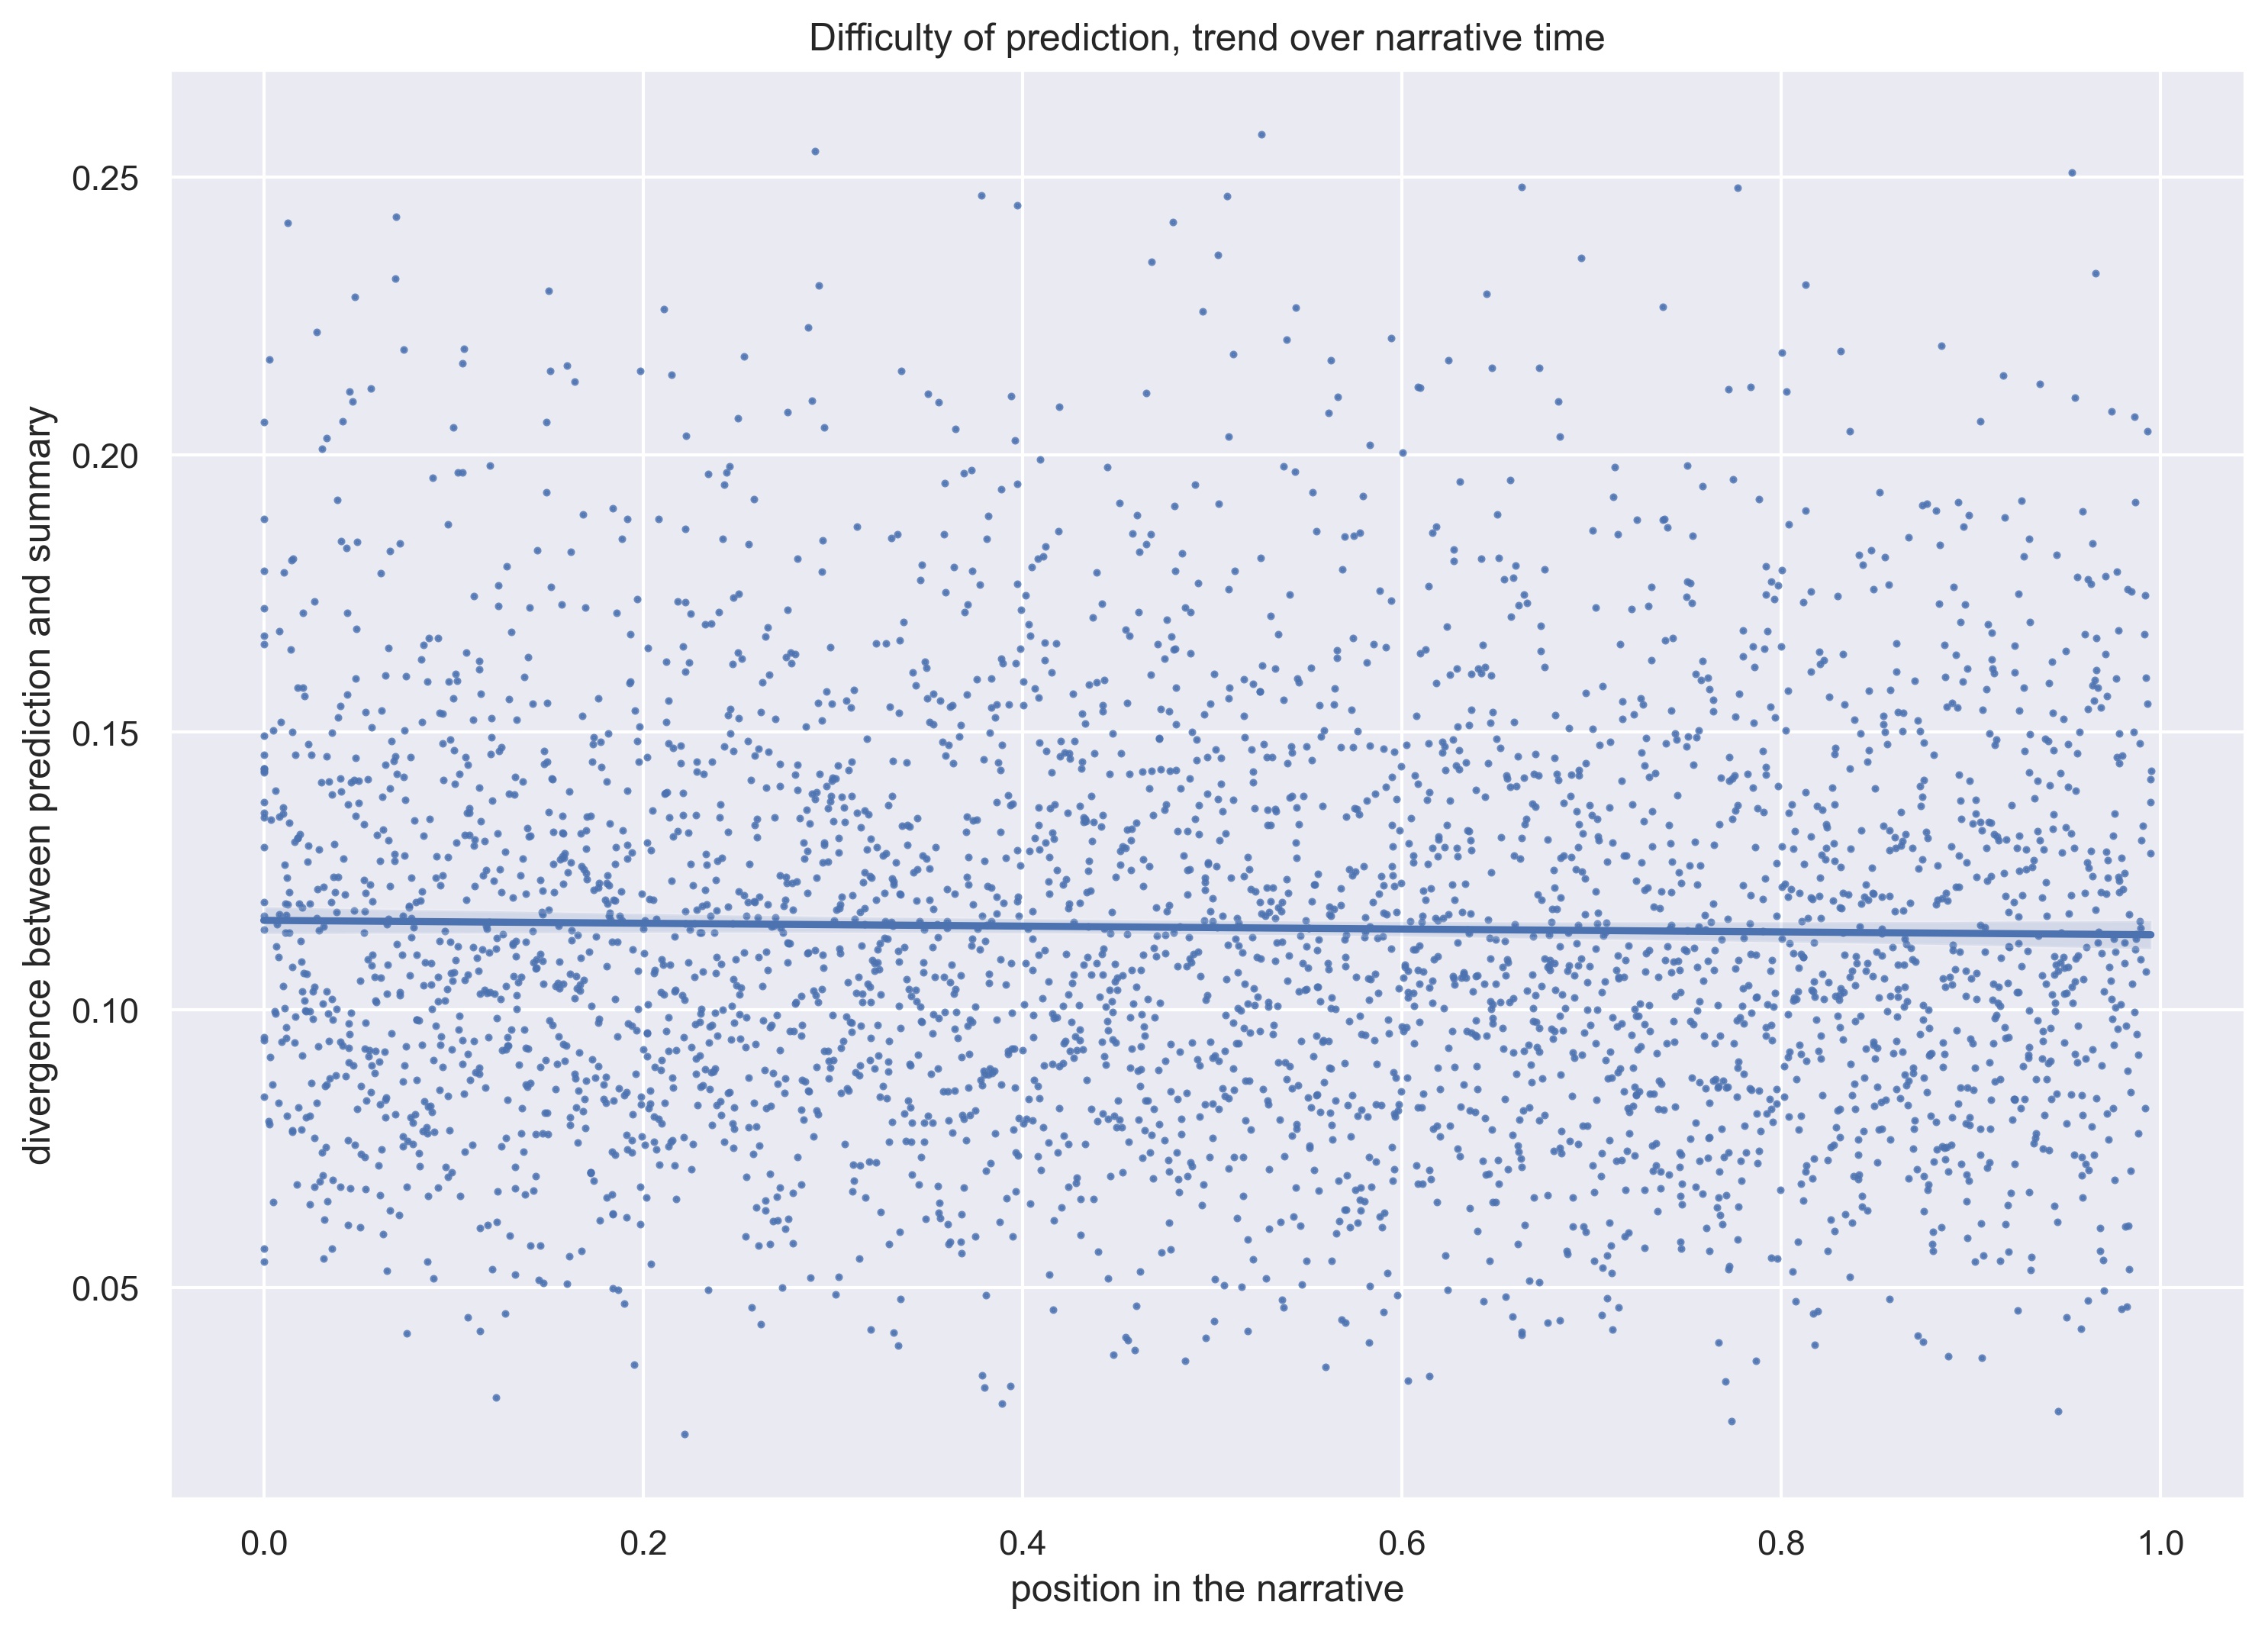 Difficulty of prediction, trend over narrative time
divergence between prediction and summary
0.25
0.20
0.15
0.10
0.05
0.0 0.2 0.4 0.6 0.8 1.0
position in the narrative